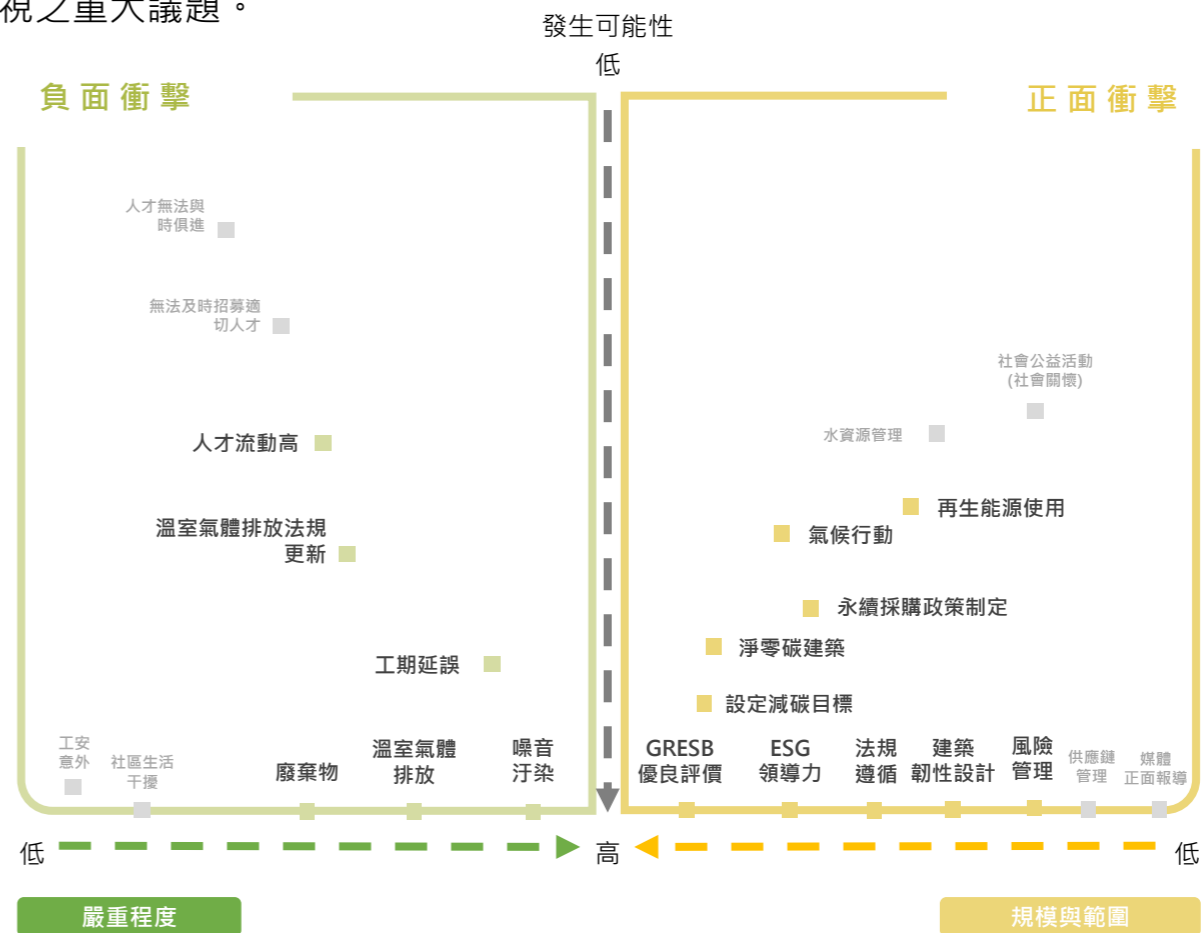 視之重大議題。
發生可能性
低
負面衝擊
正面衝擊
人才無法與
時俱進
無法及時招募適
切人才
社會公益活動
(社會關懷)
水資源管理
人才流動高
再生能源使用
溫室氣體排放法規
更新
氣候行動
永續採購政策制定
淨零碳建築
工期延誤
設定減碳目標
工安
意外
社區生活
干擾
廢棄物
溫室氣體
排放
噪音
汙染
GRESB
優良評價
ESG
領導力
法規
遵循
建築
韌性設計
風險
管理
供應鏈
管理
媒體
正面報導
低
高
低
嚴重程度
規模與範圍